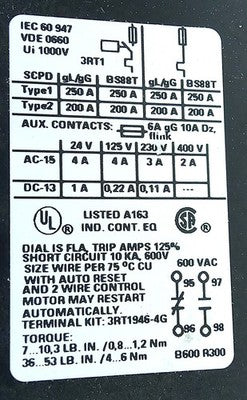 IEC 60 947
VDE 0660
Ui 1000V
3RT1
SCPD gL/gG BS88T gL/gG BS88T
Type1 250 A 250 A 250 A 250 A
Type2 200 A 200 A 200 A 200 A
AUX. CONTACTS: 6A gG 10A Dz, flink
24 V 125 V 230 V 400 V
AC-15 4 A 4 A 3 A 2 A
DC-13 1 A 0,22 A 0,11 A ---
UL LISTED A163 SA
IND. CONT. EQ
DIAL IS FLA, TRIP AMPS 125%
SHORT CIRCUIT 10 KA, 600V
SIZE WIRE PER 75 °C CU
WITH AUTO RESET 600 VAC
AND 2 WIRE CONTROL
MOTOR MAY RESTART 95 97
AUTOMATICALLY.
TERMINAL KIT: 3RT1946-4G
TORQUE: 96 98
7...10,3 LB. IN./0,8...1,2 Nm
36...53 LB. IN./4...6 Nm B600 R300